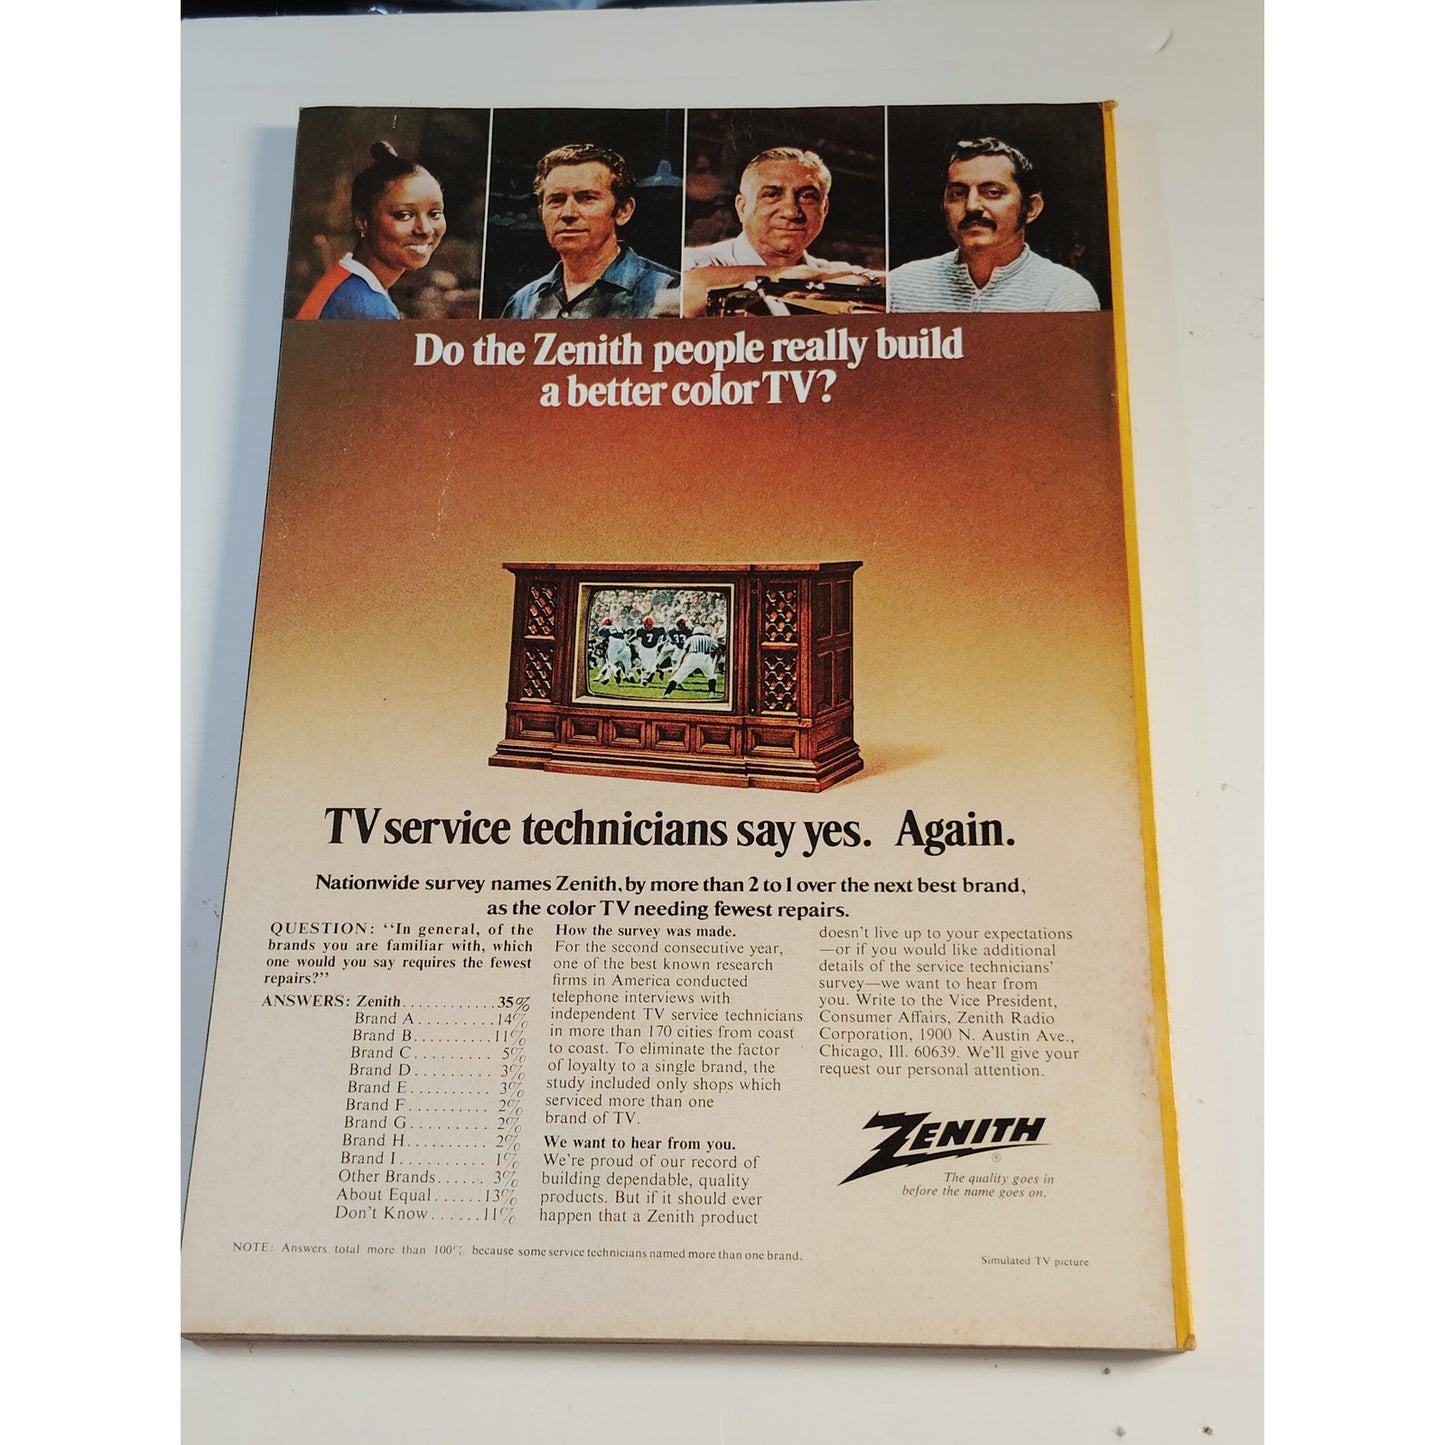 Do the Zenith people really build
a better color TV?
7
33
TV service technicians say yes. Again.
Nationwide survey names Zenith, by more than 2 to 1 over the next best brand,
as the color TV needing fewest repairs.
QUESTION: "In general, of the
brands you are familiar with, which
one would you say requires the fewest
repairs?"
ANSWERS: Zenith............35%
Brand A.........14%
Brand B..........11%
Brand C......... 5%
Brand D......... 3%
Brand E.......... 3%
Brand F.......... 2%
Brand G......... 2%
Brand H......... 2%
Brand I.......... 1%
Other Brands...... 3%
About Equal......13%
Don't Know......11%
How the survey was made.
For the second consecutive year,
one of the best known research
firms in America conducted
telephone interviews with
independent TV service technicians
in more than 170 cities from coast
to coast. To eliminate the factor
of loyalty to a single brand, the
study included only shops which
serviced more than one
brand of TV.
We want to hear from you.
We're proud of our record of
building dependable, quality
products. But if it should ever
happen that a Zenith product
doesn't live up to your expectations
—or if you would like additional
details of the service technicians'
survey—we want to hear from
you. Write to the Vice President,
Consumer Affairs, Zenith Radio
Corporation, 1900 N. Austin Ave.,
Chicago, Ill. 60639. We'll give your
request our personal attention.
ZENITH
®
The quality goes in
before the name goes on.
NOTE: Answers total more than 100% because some service technicians named more than one brand.
Simulated TV picture